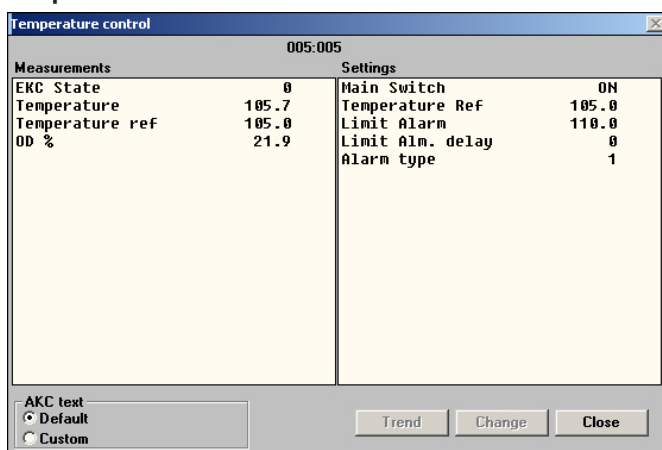 Temperature control
005:005
Measurements
EKC State 0
Temperature 105.7
Temperature ref 105.0
OD % 21.9
Settings
Main Switch ON
Temperature Ref 105.0
Limit Alarm 110.0
Limit Alm. delay 0
Alarm type 1
AKC text
Default
Custom
Trend Change Close